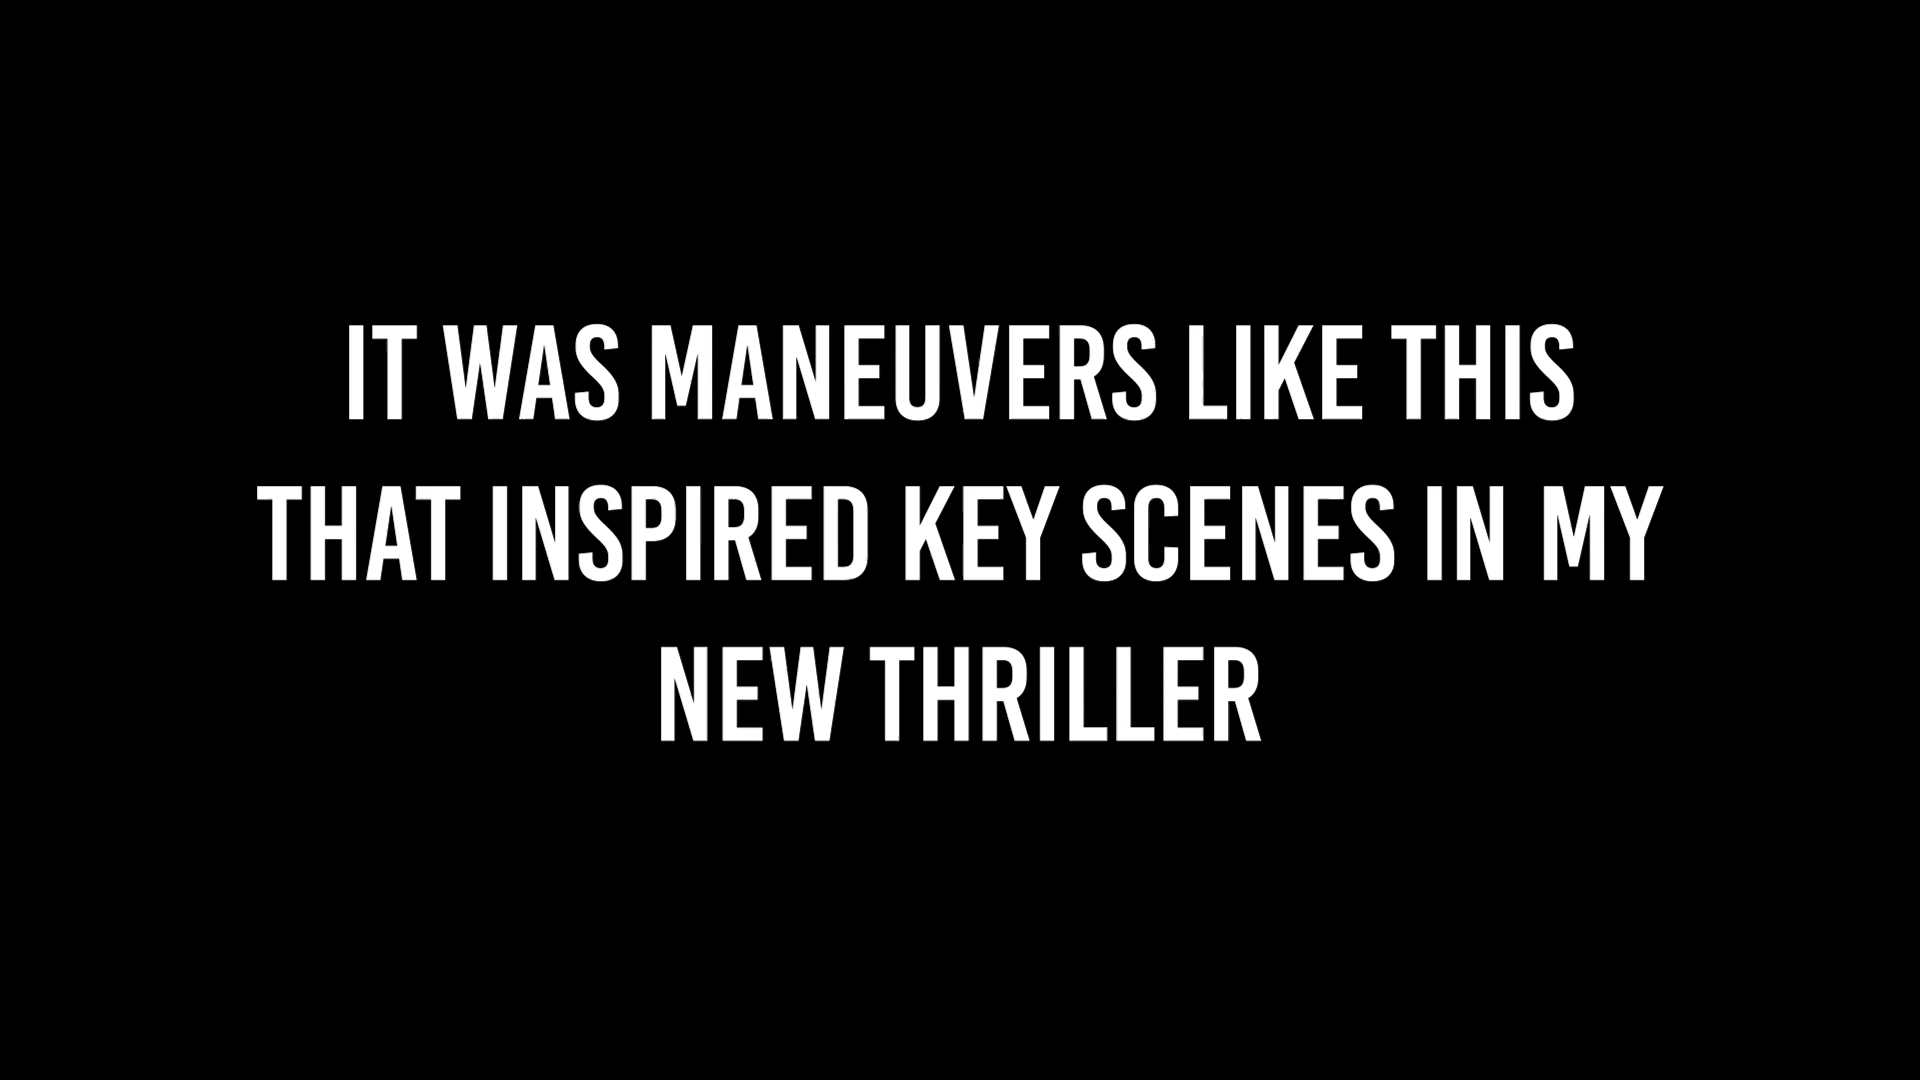 IT WAS MANEUVERS LIKE THIS
THAT INSPIRED KEY SCENES IN MY
NEW THRILLER